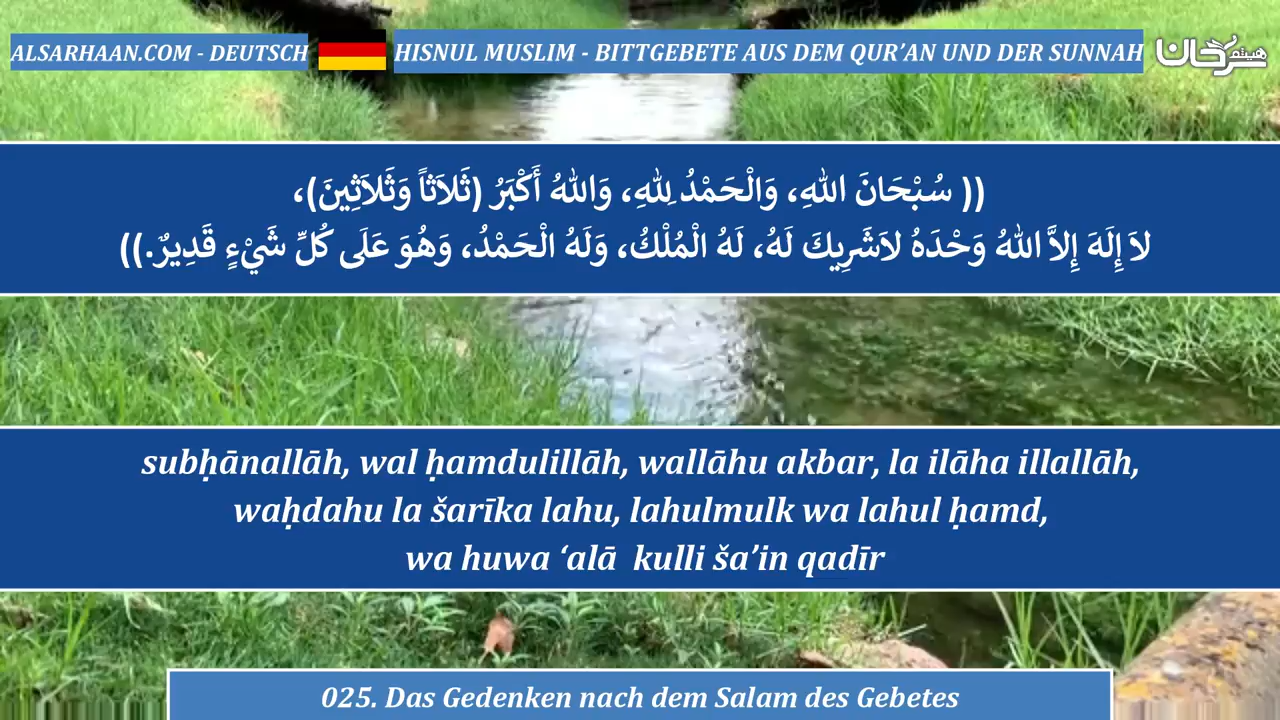 ALSARHAAN.COM - DEUTSCH
HISNUL MUSLIM - BITTGEBETE AUS DEM QUR’AN UND DER SUNNAH
هيثم سرحان
(( سُبْحَانَ اللهِ، وَالْحَمْدُ لِلهِ، وَاللهُ أَكْبَرُ (ثَلاَثاً وَثَلاَثِينَ)،
لاَ إِلَهَ إِلاَّ اللهُ وَحْدَهُ لاَشَرِيكَ لَهُ، لَهُ الْمُلْكُ، وَلَهُ الْحَمْدُ، وَهُوَ عَلَى كُلِّ شَيْءٍ قَدِيرٌ.))
subḥānallāh, wal ḥamdulillāh, wallāhu akbar, la ilāha illallāh,
waḥdahu la šarīka lahu, lahulmulk wa lahul ḥamd,
wa huwa ‘alā  kulli ša’in qadīr
025. Das Gedenken nach dem Salam des Gebetes